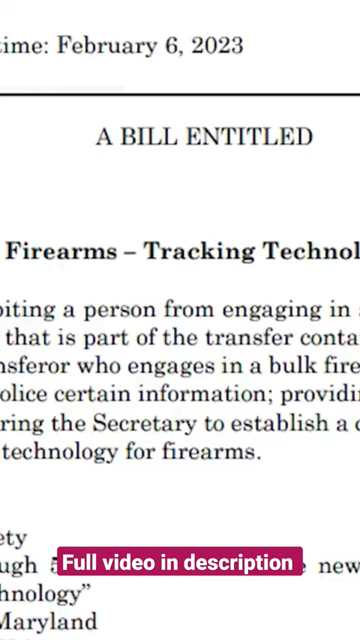 time: February 6, 2023
A BILL ENTITLED
Firearms – Tracking Technol
biting a person from engaging in
that is part of the transfer conta
nsferor who engages in a bulk fire
olice certain information; providin
ring the Secretary to establish a
technology for firearms.
ety
ugh
Full video in description
new
hnology”
Maryland